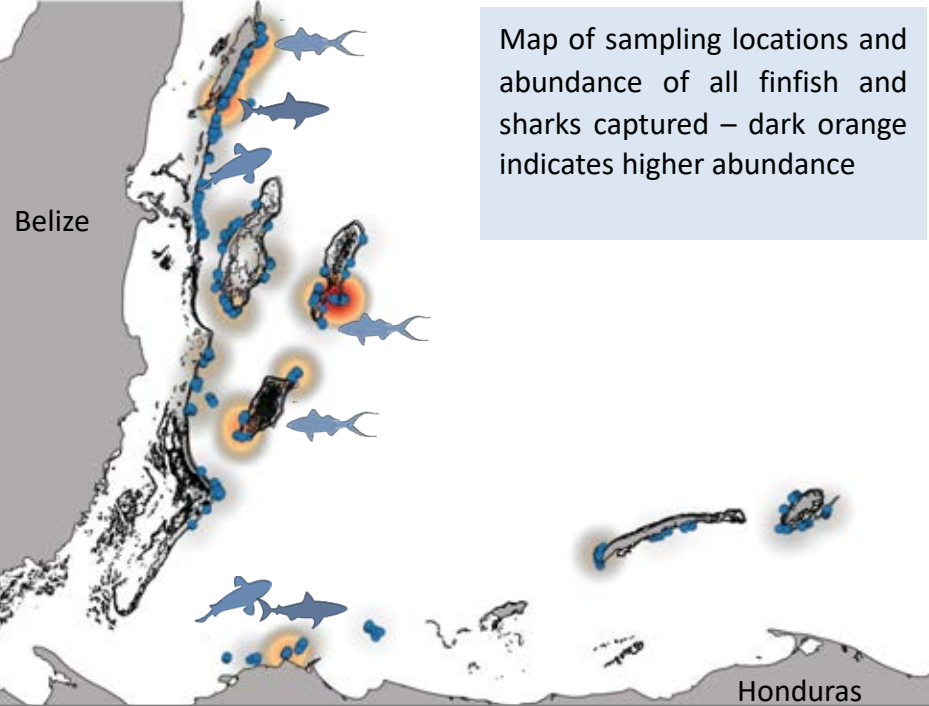 Map of sampling locations and
abundance of all finfish and
sharks captured – dark orange
indicates higher abundance
Belize
Honduras